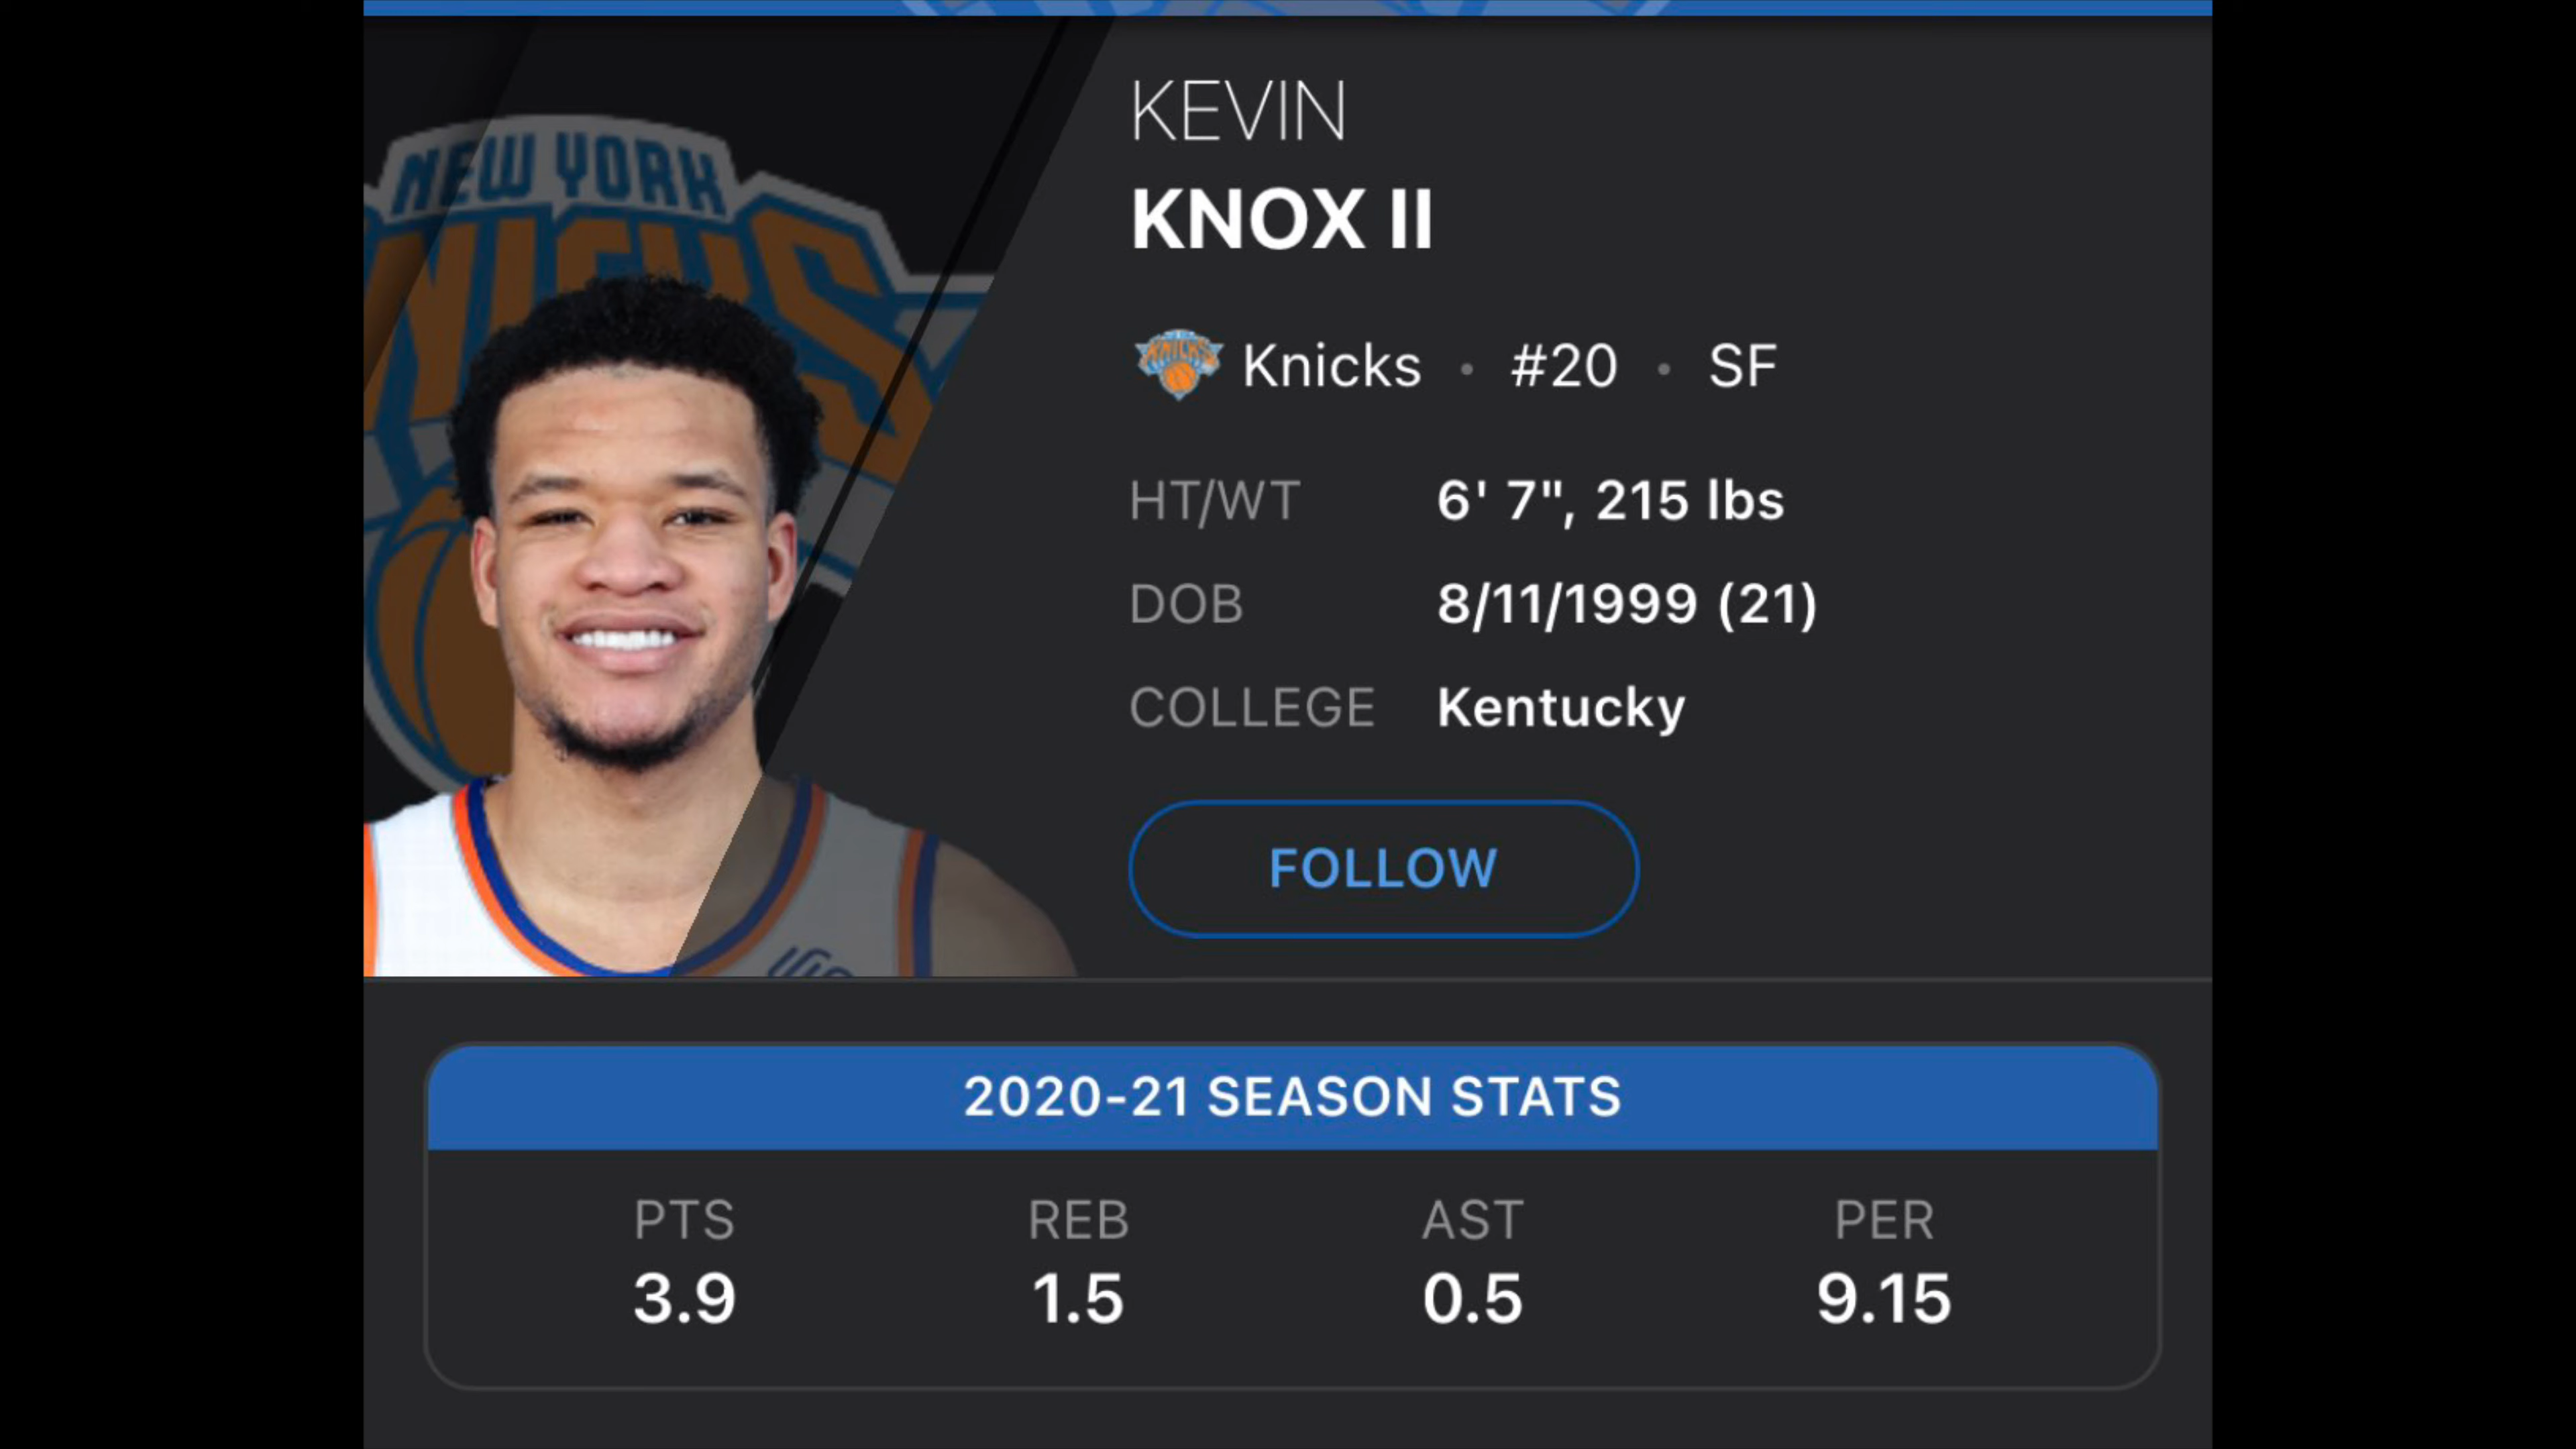 NEW YORK
KNICKS
KEVIN
KNOX II
KNICKS
Knicks • #20 • SF
HT/WT 6' 7", 215 lbs
DOB 8/11/1999 (21)
COLLEGE Kentucky
FOLLOW
2020-21 SEASON STATS
PTS REB AST PER
3.9 1.5 0.5 9.15